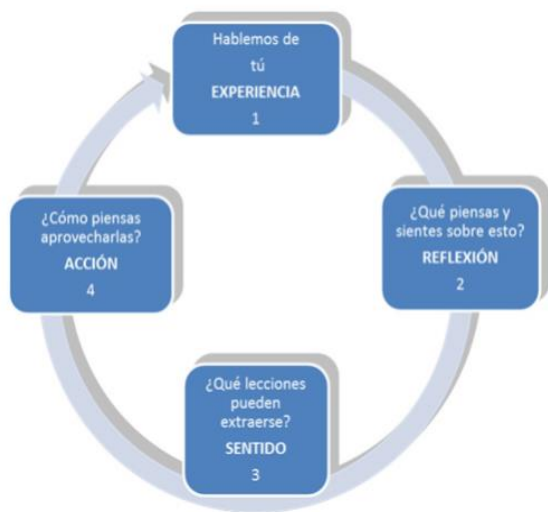 Hablemos de
tú
EXPERIENCIA
1
¿Qué piensas y
sientes sobre esto?
REFLEXIÓN
2
¿Qué lecciones
pueden
extraerse?
SENTIDO
3
¿Cómo piensas
aprovecharlas?
ACCIÓN
4